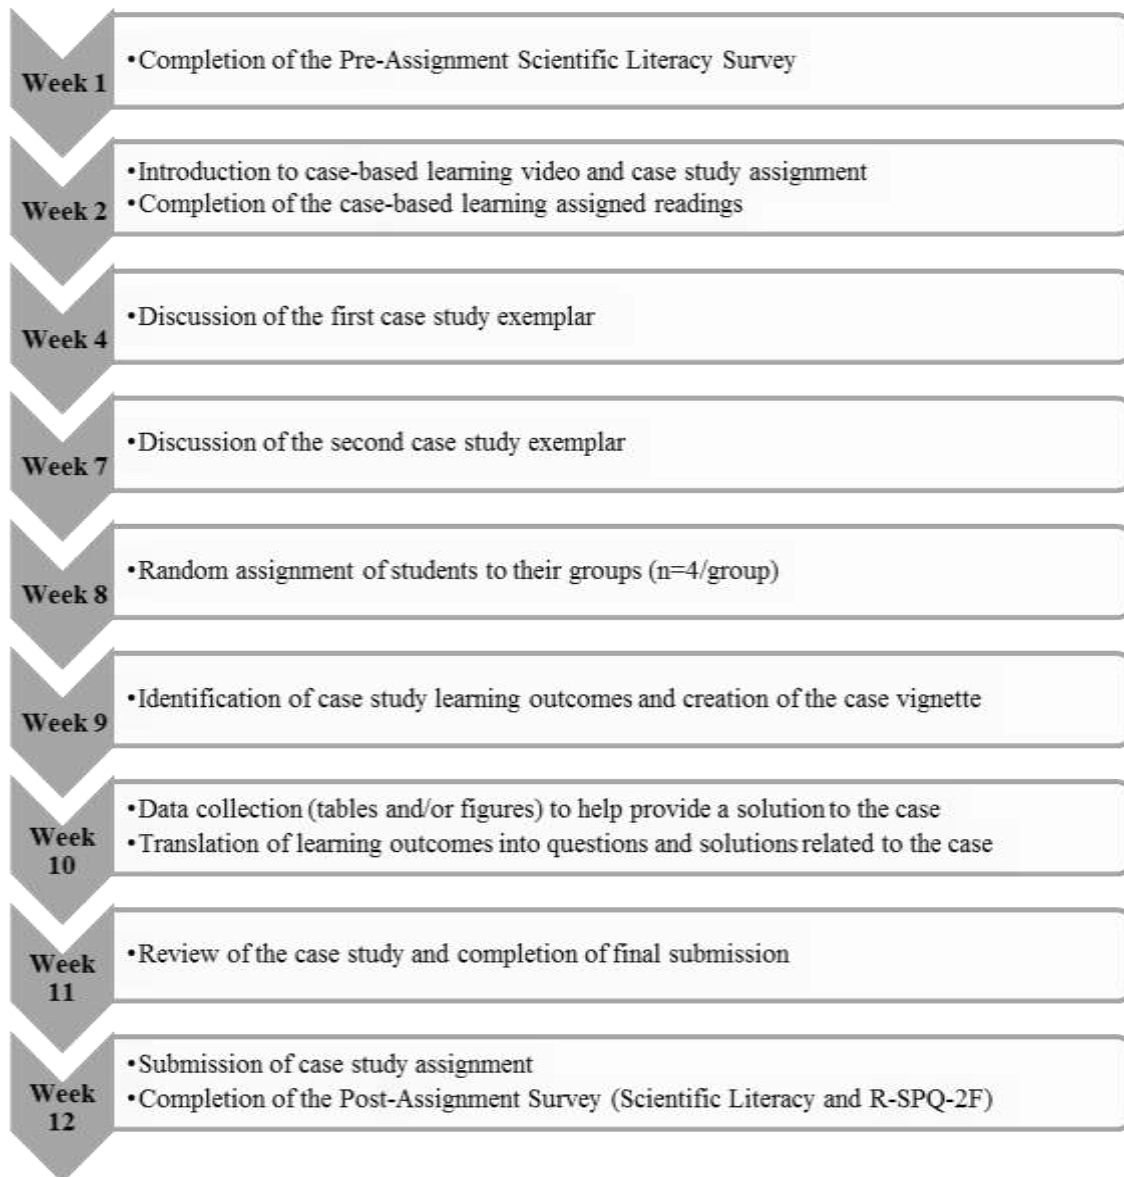 Week 1
•Completion of the Pre-Assignment Scientific Literacy Survey
Week 2
•Introduction to case-based learning video and case study assignment
•Completion of the case-based learning assigned readings
Week 4
•Discussion of the first case study exemplar
Week 7
•Discussion of the second case study exemplar
Week 8
•Random assignment of students to their groups (n=4/group)
Week 9
•Identification of case study learning outcomes and creation of the case vignette
Week
10
•Data collection (tables and/or figures) to help provide a solution to the case
•Translation of learning outcomes into questions and solutions related to the case
Week
11
•Review of the case study and completion of final submission
Week
12
•Submission of case study assignment
•Completion of the Post-Assignment Survey (Scientific Literacy and R-SPQ-2F)